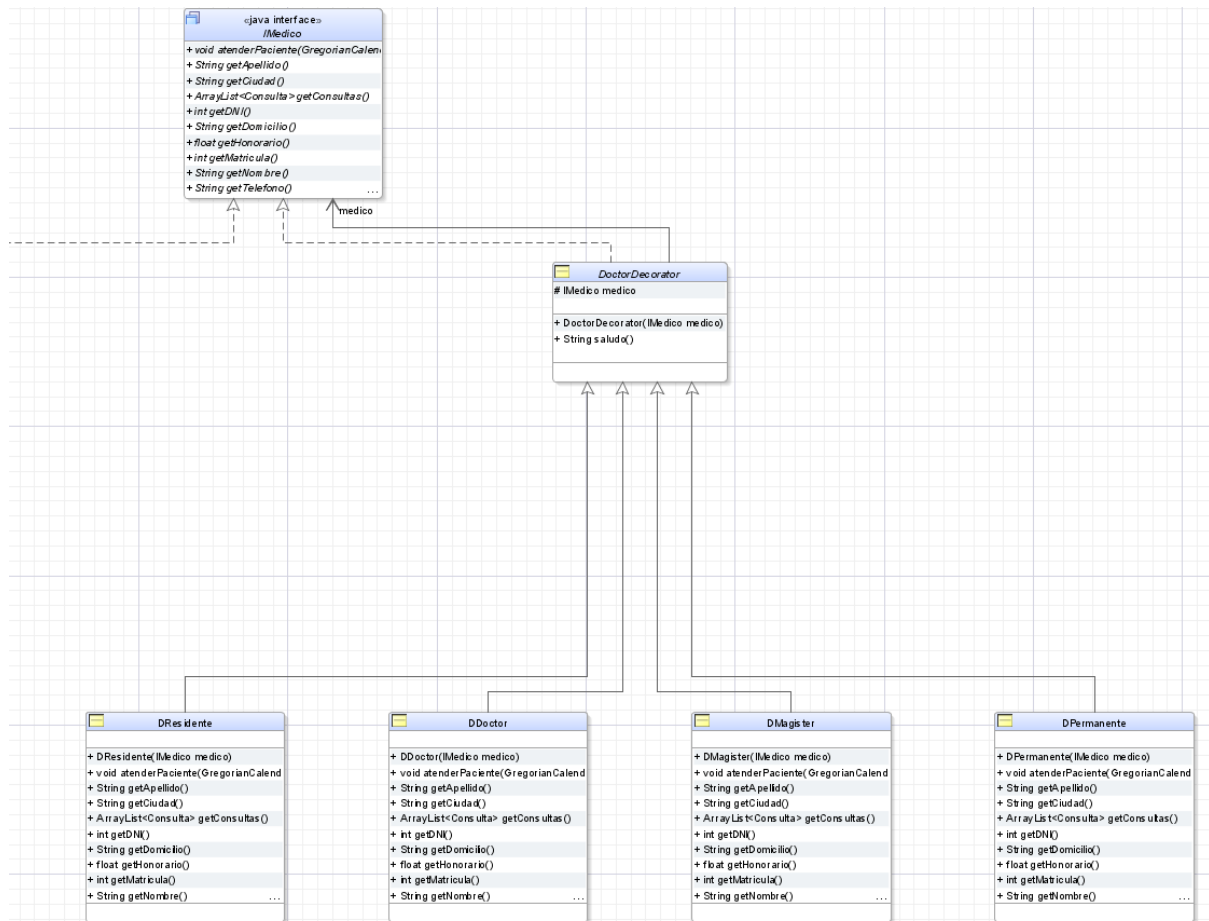 «java interface»
IMedico
+ void atenderPaciente(GregorianCalen
+ String getApellido()
+ String getCiudad()
+ ArrayList<Consulta> getConsultas()
+ int getDNI()
+ String getDomicilio()
+ float getHonorario()
+ int getMatricula()
+ String getNombre()
+ String getTelefono() ...
medico
DoctorDecorator
# IMedico medico
+ DoctorDecorator(IMedico medico)
+ String saludo()
DResidente
+ DResidente(IMedico medico)
+ void atenderPaciente(GregorianCalend
+ String getApellido()
+ String getCiudad()
+ ArrayList<Consulta> getConsultas()
+ int getDNI()
+ String getDomicilio()
+ float getHonorario()
+ int getMatricula()
+ String getNombre() ...
DDoctor
+ DDoctor(IMedico medico)
+ void atenderPaciente(GregorianCalend
+ String getApellido()
+ String getCiudad()
+ ArrayList<Consulta> getConsultas()
+ int getDNI()
+ String getDomicilio()
+ float getHonorario()
+ int getMatricula()
+ String getNombre() ...
DMagister
+ DMagister(IMedico medico)
+ void atenderPaciente(GregorianCalend
+ String getApellido()
+ String getCiudad()
+ ArrayList<Consulta> getConsultas()
+ int getDNI()
+ String getDomicilio()
+ float getHonorario()
+ int getMatricula()
+ String getNombre() ...
DPermanente
+ DPermanente(IMedico medico)
+ void atenderPaciente(GregorianCalend
+ String getApellido()
+ String getCiudad()
+ ArrayList<Consulta> getConsultas()
+ int getDNI()
+ String getDomicilio()
+ float getHonorario()
+ int getMatricula()
+ String getNombre() ...